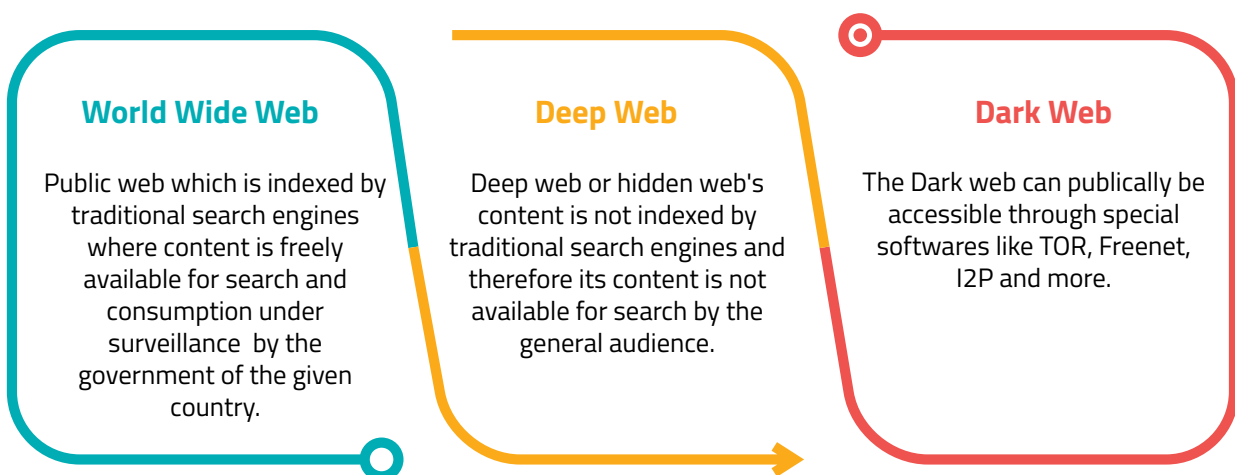 World Wide Web
Public web which is indexed by
traditional search engines
where content is freely
available for search and
consumption under
surveillance  by the
government of the given
country.
Deep Web
Deep web or hidden web's
content is not indexed by
traditional search engines and
therefore its content is not
available for search by the
general audience.
Dark Web
The Dark web can publically be
accessible through special
softwares like TOR, Freenet,
I2P and more.